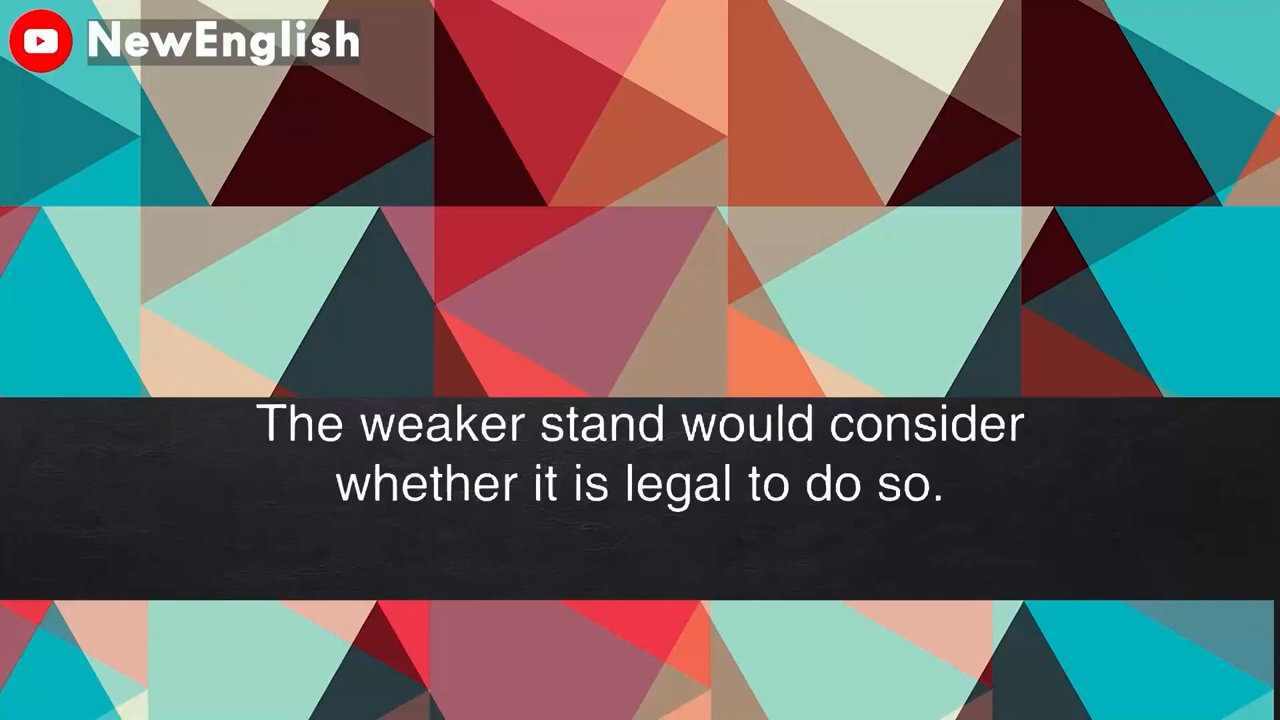 NewEnglish
The weaker stand would consider
whether it is legal to do so.